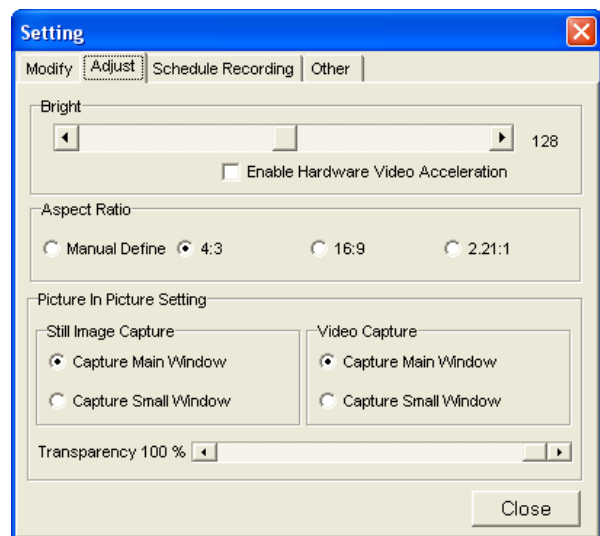 Setting
Modify Adjust Schedule Recording Other
Bright
128
Enable Hardware Video Acceleration
Aspect Ratio
Manual Define 4:3 16:9 2.21:1
Picture In Picture Setting
Still Image Capture Video Capture
Capture Main Window Capture Main Window
Capture Small Window Capture Small Window
Transparency 100 %
Close